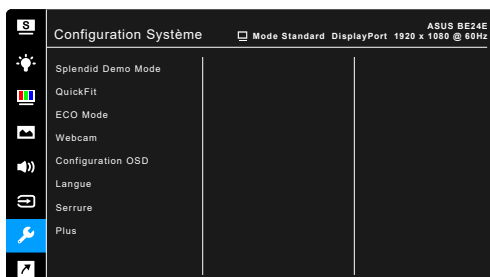 S
ASUS BE24E
Configuration Système
Mode Standard DisplayPort 1920 x 1080 @ 60Hz
Splendid Demo Mode
QuickFit
ECO Mode
Webcam
Configuration OSD
Langue
Serrure
Plus